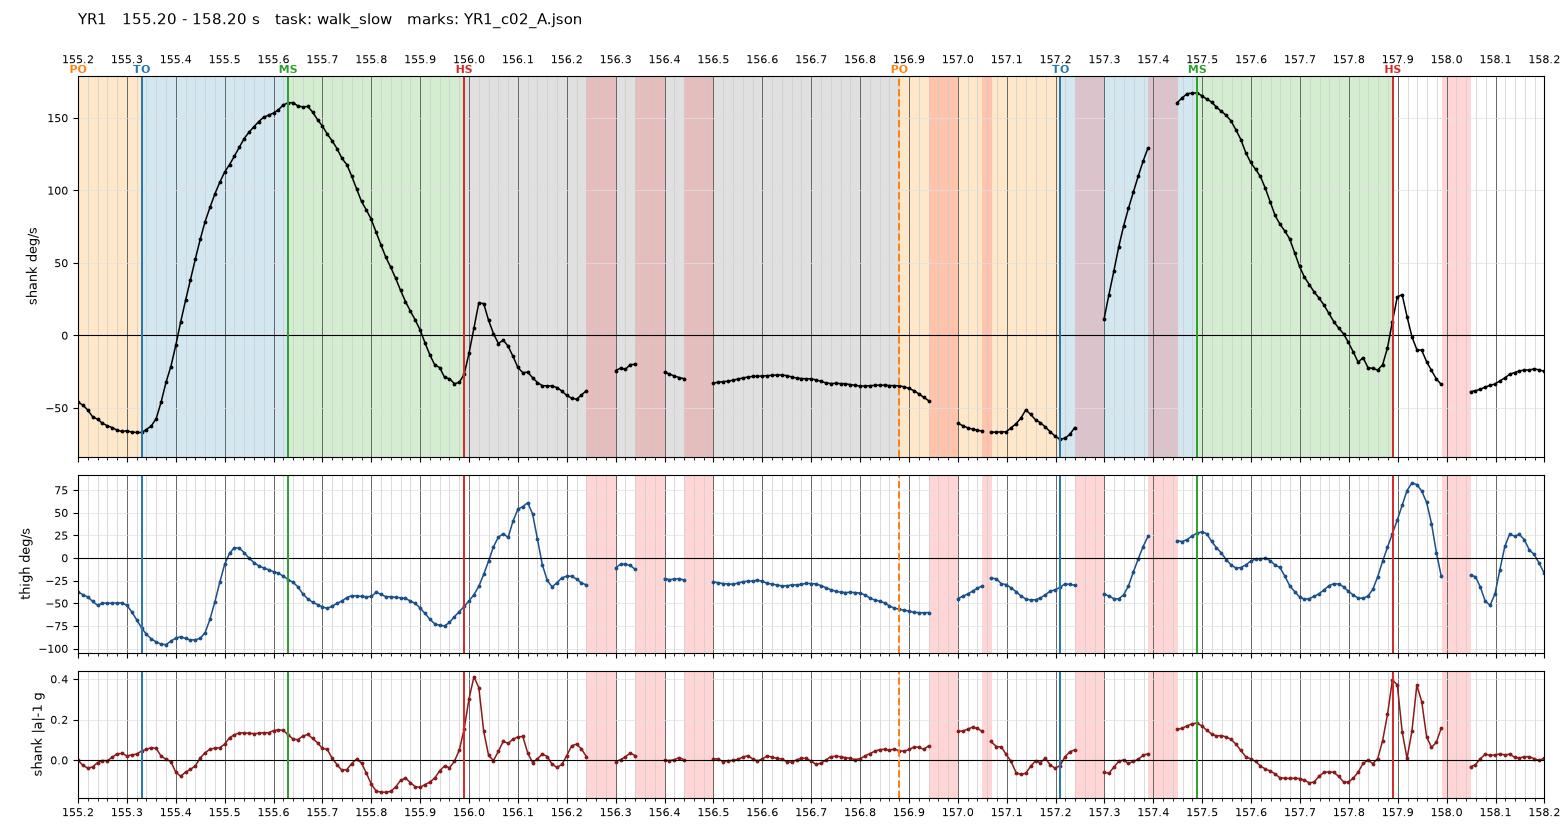 YR1 155.20 - 158.20 s task: walk_slow marks: YR1_c02_A.json
155.2 155.3 155.4 155.5 155.6 155.7 155.8 155.9 156.0 156.1 156.2 156.3 156.4 156.5 156.6 156.7 156.8 156.9 157.0 157.1 157.2 157.3 157.4 157.5 157.6 157.7 157.8 157.9 158.0 158.1 158.2
PO TO MS HS PO TO MS HS
shank deg/s
150
100
50
0
−50
thigh deg/s
75
50
25
0
−25
−50
−75
−100
shank |a|-1 g
0.4
0.2
0.0
155.2 155.3 155.4 155.5 155.6 155.7 155.8 155.9 156.0 156.1 156.2 156.3 156.4 156.5 156.6 156.7 156.8 156.9 157.0 157.1 157.2 157.3 157.4 157.5 157.6 157.7 157.8 157.9 158.0 158.1 158.2